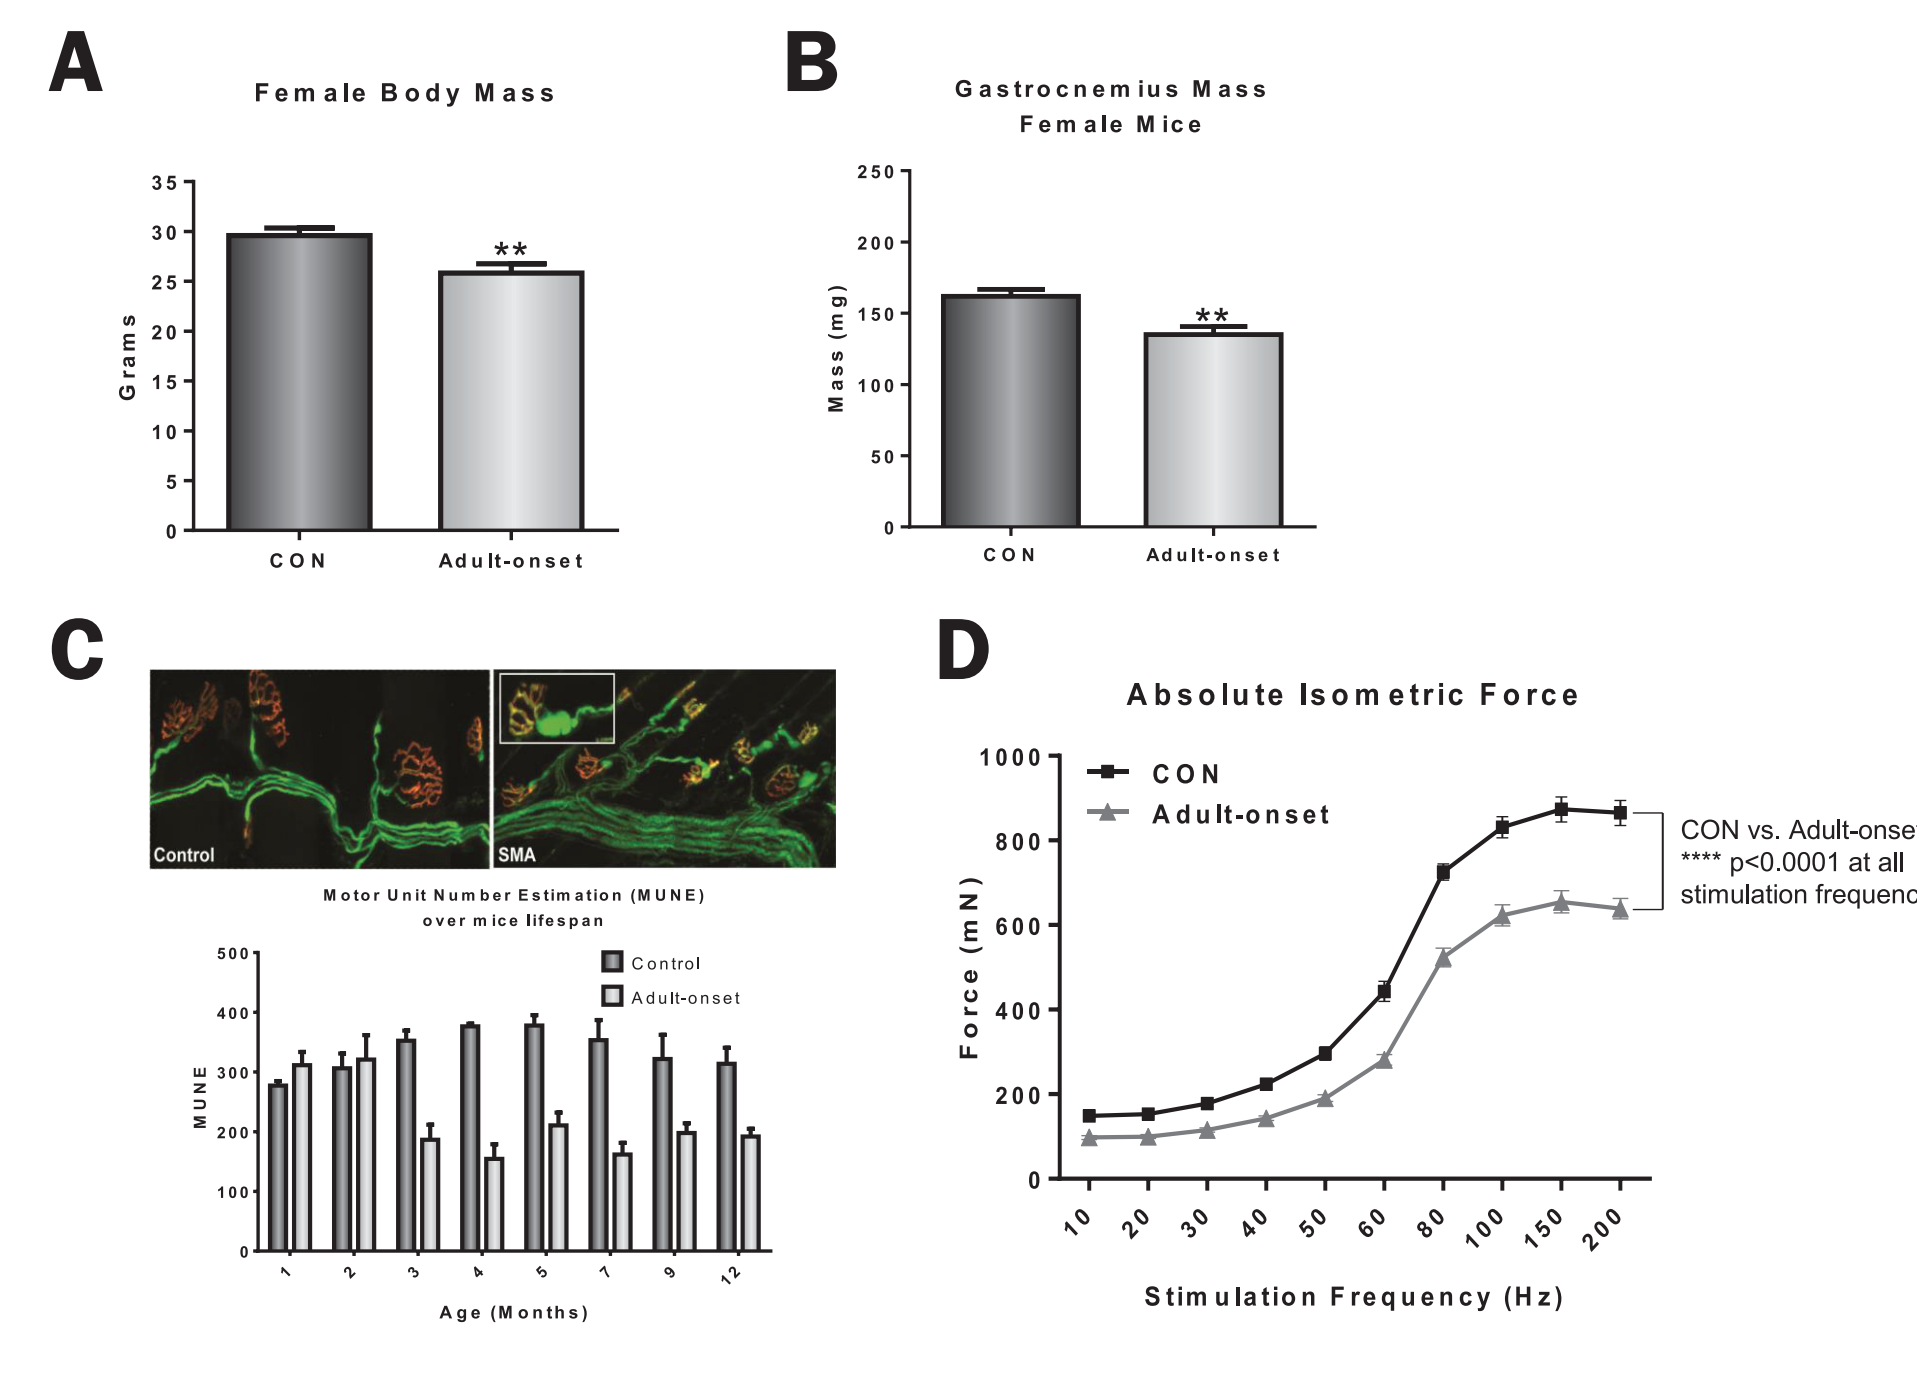 A
Female Body Mass
35
30
25
20
15
10
5
0
Grams
**
CON
Adult-onset
B
Gastrocnemius Mass
Female Mice
250
200
150
100
50
0
Mass (mg)
**
CON
Adult-onset
C
Control
SMA
Motor Unit Number Estimation (MUNE)
over mice lifespan
500
400
300
200
100
0
MUNE
Control
Adult-onset
1
2
3
4
5
7
9
12
Age (Months)
D
Absolute Isometric Force
1000
800
600
400
200
0
Force (mN)
CON
Adult-onset
CON vs. Adult-onse
**** p<0.0001 at all
stimulation frequenc
10
20
30
40
50
60
80
100
150
200
Stimulation Frequency (Hz)